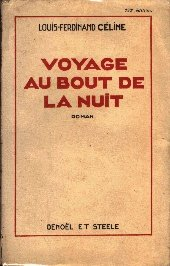 LOUIS-FERDINAND CÉLINE
VOYAGE
AU BOUT DE
LA NUIT
ROMAN
DENOËL ET STEELE